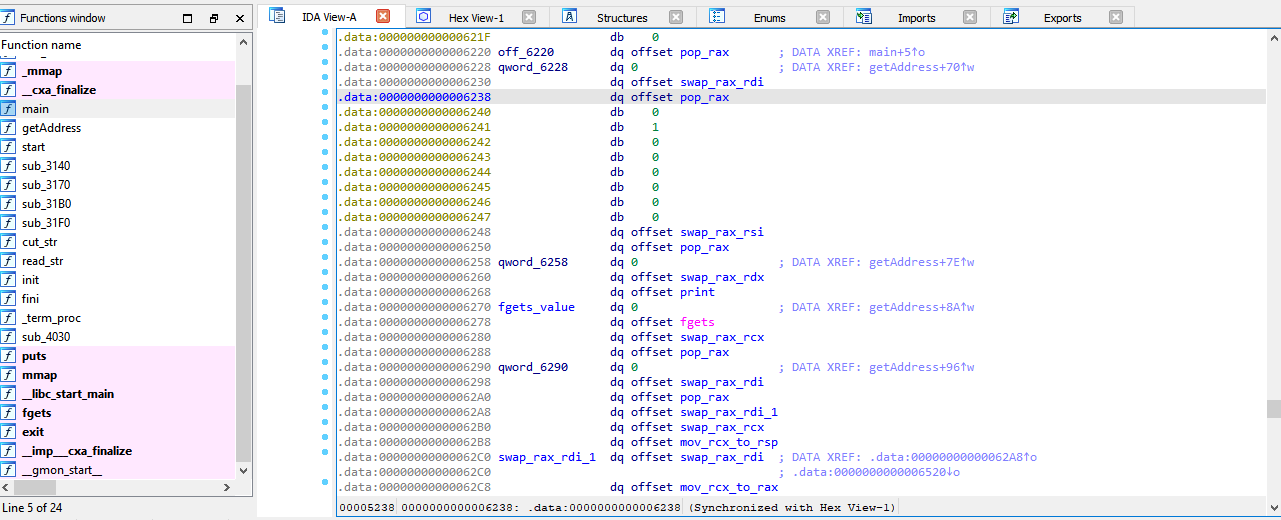 Functions window
IDA View-A
Hex View-1
Structures
Enums
Imports
Exports
Function name
_mmap
__cxa_finalize
main
getAddress
start
sub_3140
sub_3170
sub_31B0
sub_31F0
cut_str
read_str
init
fini
_term_proc
sub_4030
puts
mmap
__libc_start_main
fgets
exit
__imp___cxa_finalize
__gmon_start__
Line 5 of 24
.data:000000000000621F db 0
.data:0000000000006220 off_6220 dq offset pop_rax ; DATA XREF: main+5↑o
.data:0000000000006228 qword_6228 dq 0 ; DATA XREF: getAddress+70↑w
.data:0000000000006230 dq offset swap_rax_rdi
.data:0000000000006238 dq offset pop_rax
.data:0000000000006240 db 0
.data:0000000000006241 db 1
.data:0000000000006242 db 0
.data:0000000000006243 db 0
.data:0000000000006244 db 0
.data:0000000000006245 db 0
.data:0000000000006246 db 0
.data:0000000000006247 db 0
.data:0000000000006248 dq offset swap_rax_rsi
.data:0000000000006250 dq offset pop_rax
.data:0000000000006258 qword_6258 dq 0 ; DATA XREF: getAddress+7E↑w
.data:0000000000006260 dq offset swap_rax_rdx
.data:0000000000006268 dq offset print
.data:0000000000006270 fgets_value dq 0 ; DATA XREF: getAddress+8A↑w
.data:0000000000006278 dq offset fgets
.data:0000000000006280 dq offset swap_rax_rcx
.data:0000000000006288 dq offset pop_rax
.data:0000000000006290 qword_6290 dq 0 ; DATA XREF: getAddress+96↑w
.data:0000000000006298 dq offset swap_rax_rdi
.data:00000000000062A0 dq offset pop_rax
.data:00000000000062A8 dq offset swap_rax_rdi_1
.data:00000000000062B0 dq offset swap_rax_rcx
.data:00000000000062B8 dq offset mov_rcx_to_rsp
.data:00000000000062C0 swap_rax_rdi_1 dq offset swap_rax_rdi ; DATA XREF: .data:00000000000062A8↑o
.data:00000000000062C0 ; .data:0000000000006520↓o
.data:00000000000062C8 dq offset mov_rcx_to_rax
00005238 0000000000006238: .data:0000000000006238 (Synchronized with Hex View-1)